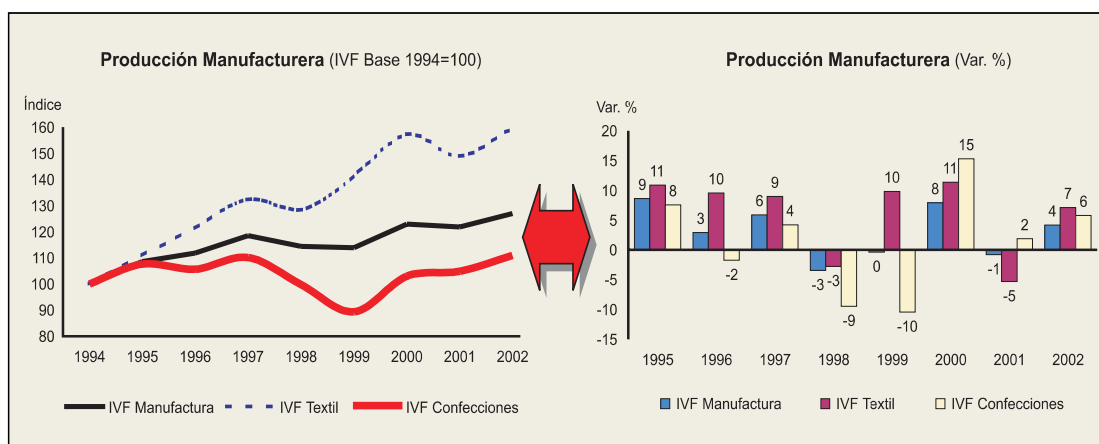 Producción Manufacturera (IVF Base 1994=100)
Índice
160
150
140
130
120
110
100
90
80
1994 1995 1996 1997 1998 1999 2000 2001 2002
IVF Manufactura IVF Textil IVF Confecciones
Producción Manufacturera (Var. %)
Var. %
20
15
10
5
0
-5
-10
-15
9 11 8
3 10 -2
6 9 4
-3 -3 -9
0 10 -10
8 11 15
-1 -5 2
4 7 6
1995 1996 1997 1998 1999 2000 2001 2002
IVF Manufactura IVF Textil IVF Confecciones